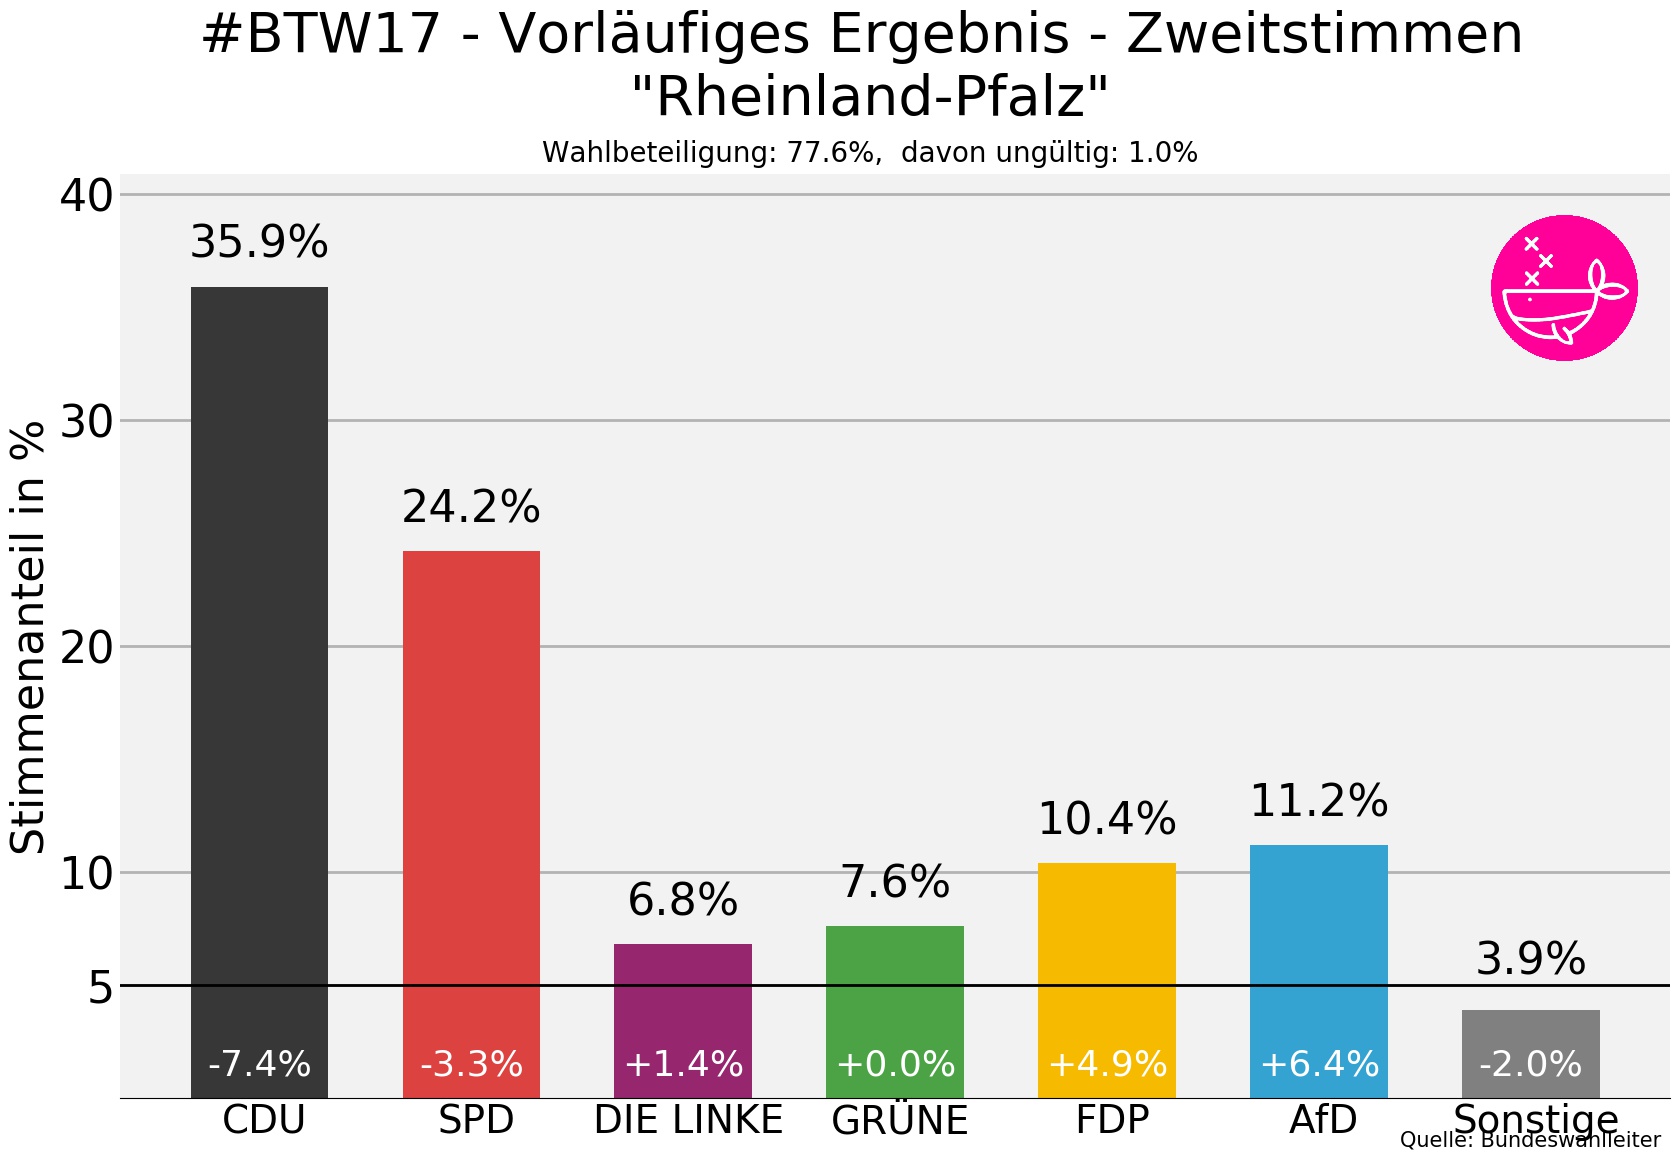 #BTW17 - Vorläufiges Ergebnis - Zweitstimmen
"Rheinland-Pfalz"
Wahlbeteiligung: 77.6%, davon ungültig: 1.0%
Stimmenanteil in %
40
30
20
10
5
35.9%
24.2%
6.8%
7.6%
10.4%
11.2%
3.9%
-7.4%
-3.3%
+1.4%
+0.0%
+4.9%
+6.4%
-2.0%
CDU
SPD
DIE LINKE
GRÜNE
FDP
AfD
Sonstige
Quelle: Bundeswahlleiter